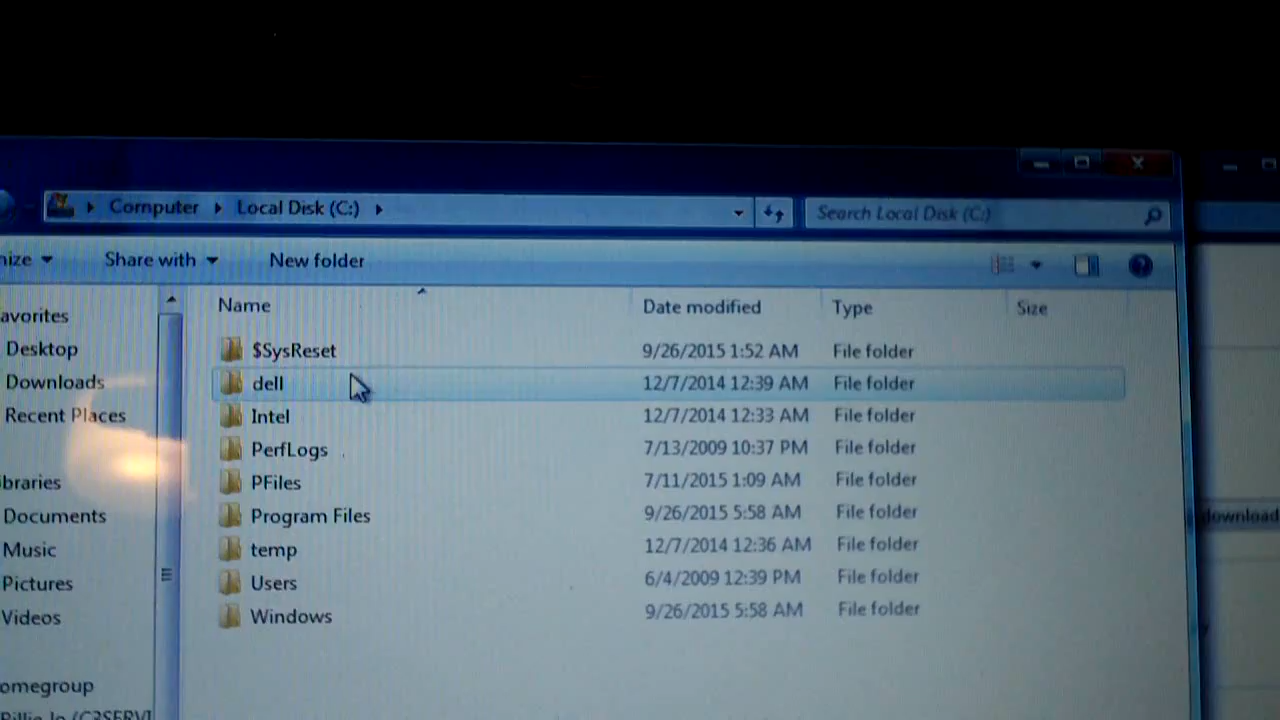 Computer Local Disk (C:) Search Local Disk (C:)
Share with New folder
Name Date modified Type Size
Desktop
Downloads
Recent Places
Documents
Music
Pictures
Videos
$SysReset 9/26/2015 1:52 AM File folder
dell 12/7/2014 12:39 AM File folder
Intel 12/7/2014 12:33 AM File folder
PerfLogs 7/13/2009 10:37 PM File folder
PFiles 7/11/2015 1:09 AM File folder
Program Files 9/26/2015 5:58 AM File folder
temp 12/7/2014 12:36 AM File folder
Users 6/4/2009 12:39 PM File folder
Windows 9/26/2015 5:58 AM File folder
download